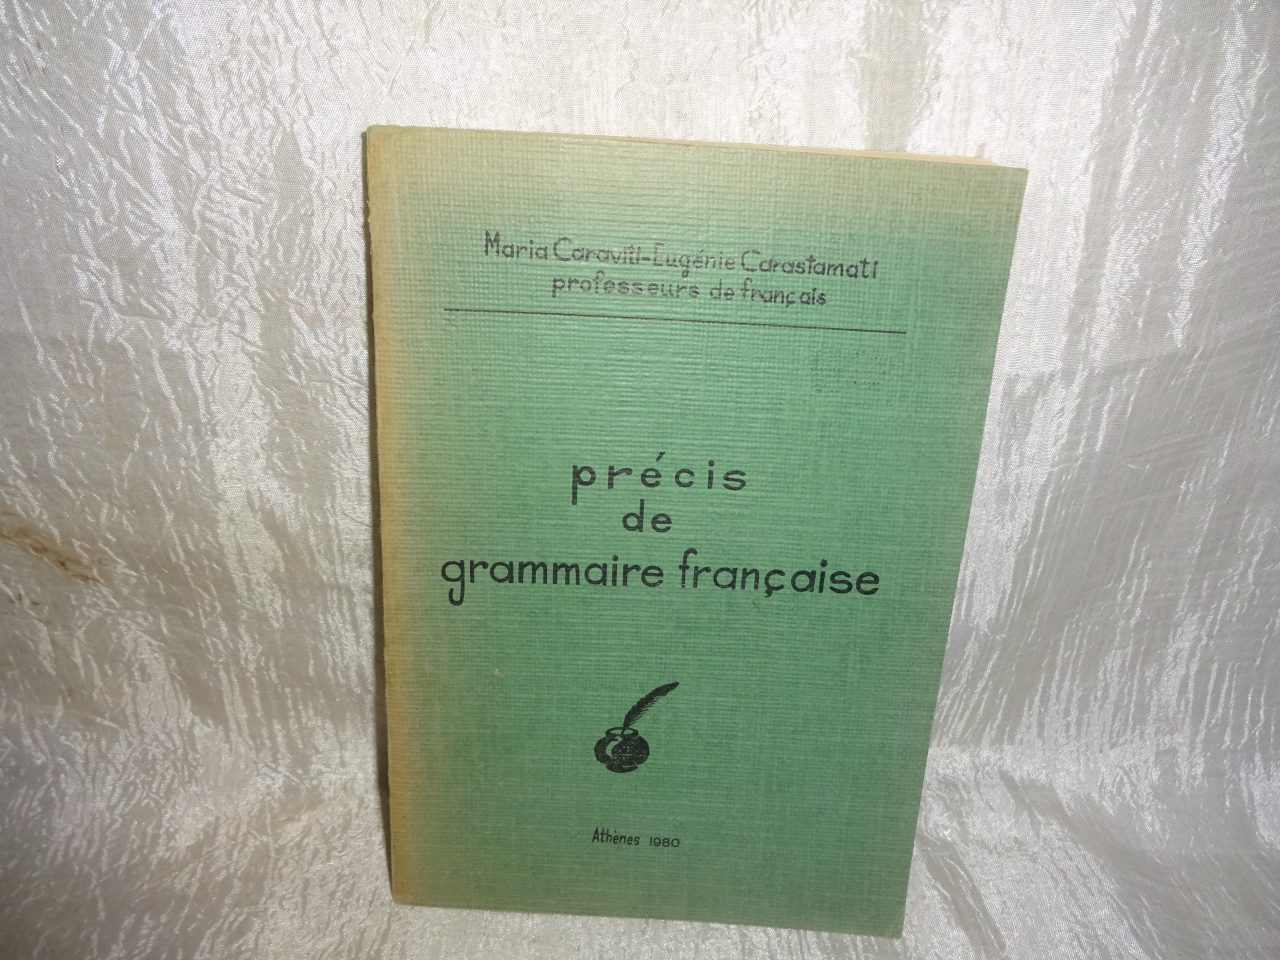 Maria Caraviti-Eugénie Carastamati
professeurs de français
précis
de
grammaire française
Athènes 1980